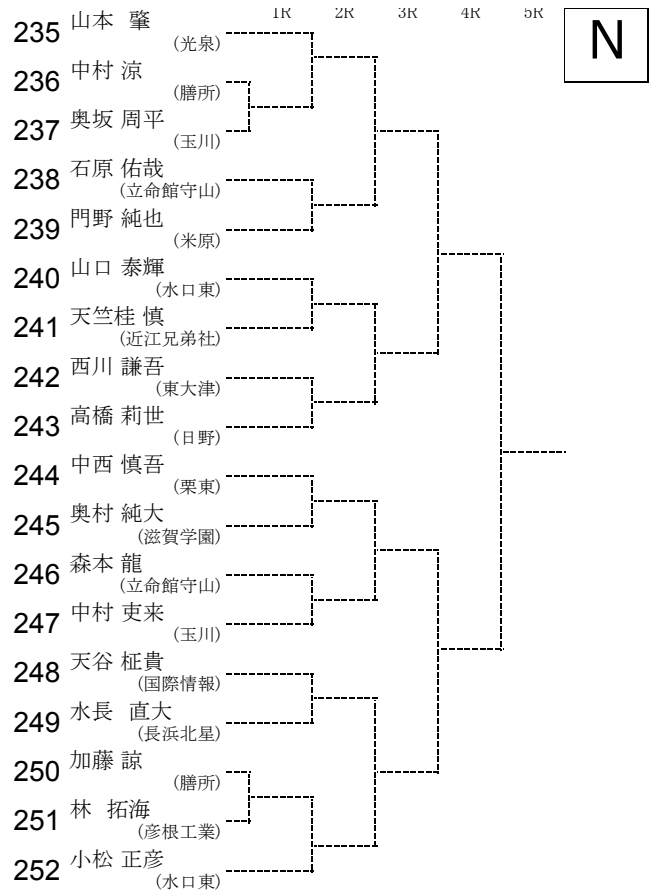 1R 2R 3R 4R 5R
N
235 山本 肇
(光泉)
236 中村 涼
(膳所)
237 奥坂 周平
(玉川)
238 石原 佑哉
(立命館守山)
239 門野 純也
(米原)
240 山口 泰輝
(水口東)
241 天竺桂 慎
(近江兄弟社)
242 西川 謙吾
(東大津)
243 高橋 莉世
(日野)
244 中西 慎吾
(栗東)
245 奥村 純大
(滋賀学園)
246 森本 龍
(立命館守山)
247 中村 吏来
(玉川)
248 天谷 柾貴
(国際情報)
249 水長 直大
(長浜北星)
250 加藤 諒
(膳所)
251 林 拓海
(彦根工業)
252 小松 正彦
(水口東)